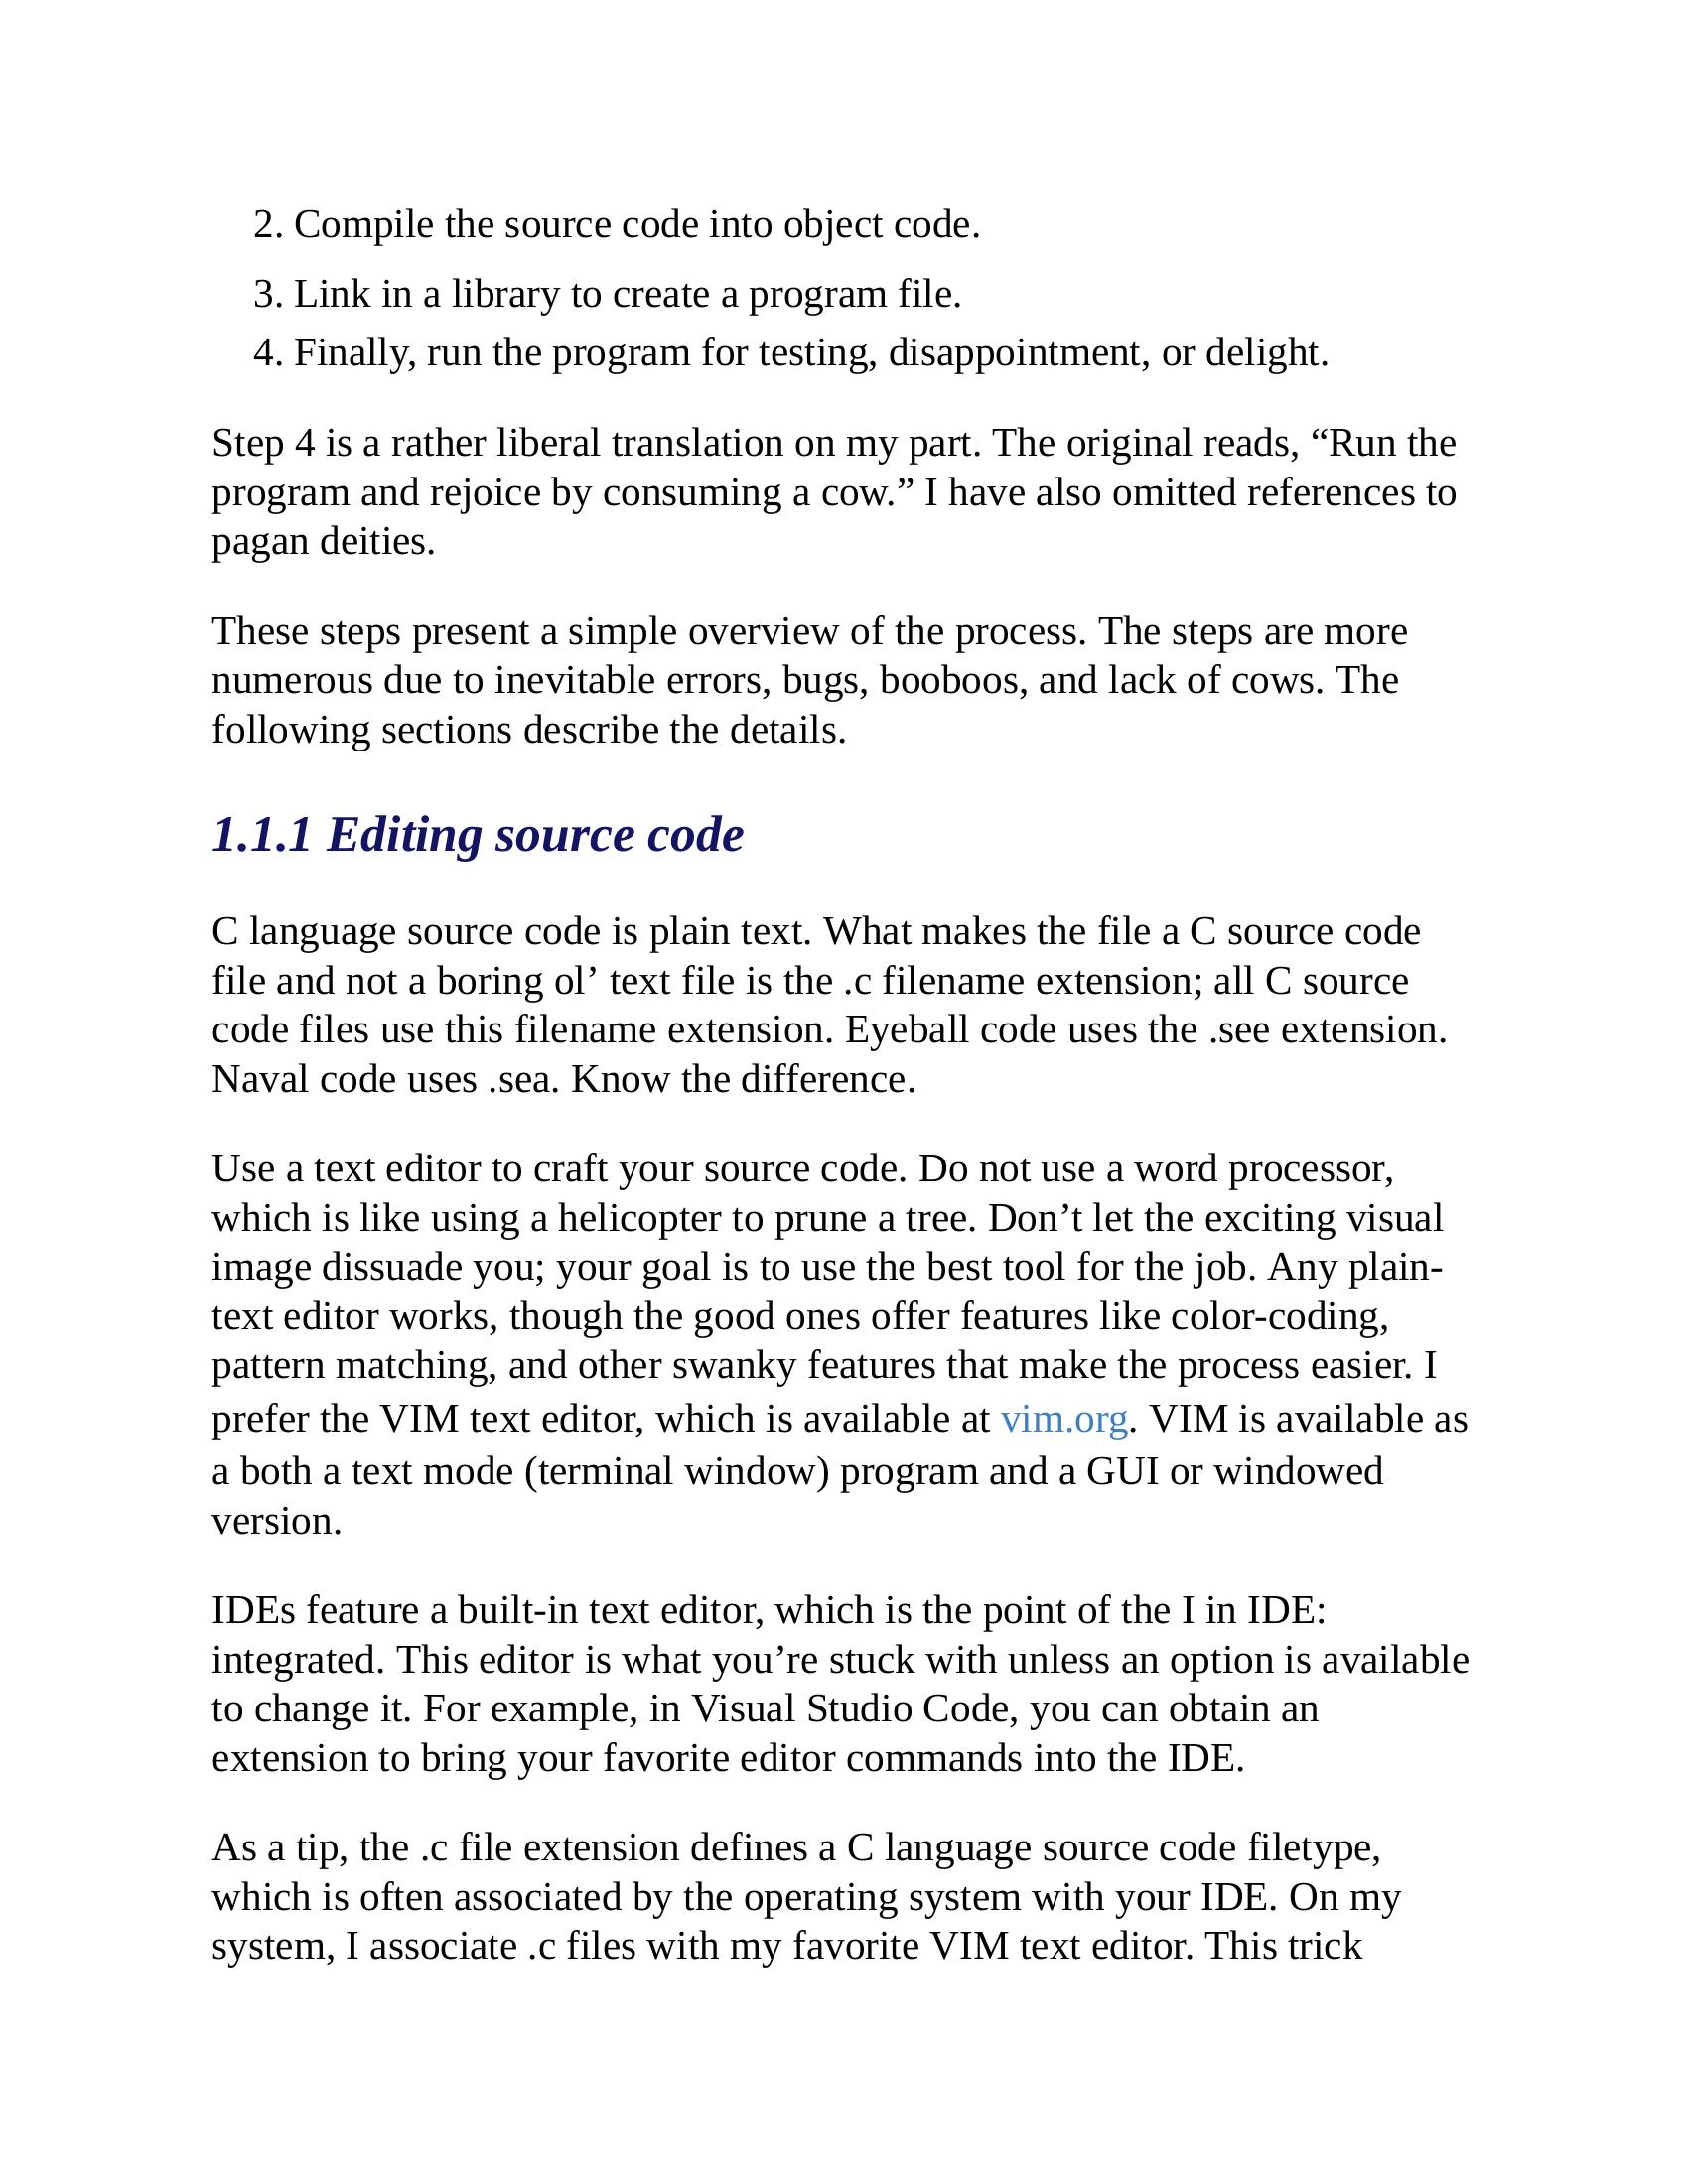 2. Compile the source code into object code.
3. Link in a library to create a program file.
4. Finally, run the program for testing, disappointment, or delight.
Step 4 is a rather liberal translation on my part. The original reads, “Run the
program and rejoice by consuming a cow.” I have also omitted references to
pagan deities.
These steps present a simple overview of the process. The steps are more
numerous due to inevitable errors, bugs, booboos, and lack of cows. The
following sections describe the details.
1.1.1 Editing source code
C language source code is plain text. What makes the file a C source code
file and not a boring ol’ text file is the .c filename extension; all C source
code files use this filename extension. Eyeball code uses the .see extension.
Naval code uses .sea. Know the difference.
Use a text editor to craft your source code. Do not use a word processor,
which is like using a helicopter to prune a tree. Don’t let the exciting visual
image dissuade you; your goal is to use the best tool for the job. Any plain-
text editor works, though the good ones offer features like color-coding,
pattern matching, and other swanky features that make the process easier. I
prefer the VIM text editor, which is available at vim.org. VIM is available as
a both a text mode (terminal window) program and a GUI or windowed
version.
IDEs feature a built-in text editor, which is the point of the I in IDE:
integrated. This editor is what you’re stuck with unless an option is available
to change it. For example, in Visual Studio Code, you can obtain an
extension to bring your favorite editor commands into the IDE.
As a tip, the .c file extension defines a C language source code filetype,
which is often associated by the operating system with your IDE. On my
system, I associate .c files with my favorite VIM text editor. This trick